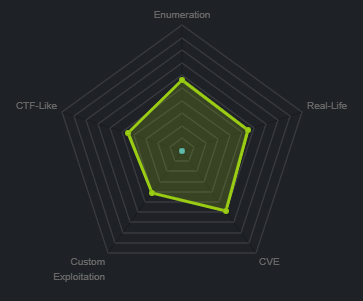 Enumeration
CTF-Like
Real-Life
Custom
Exploitation
CVE